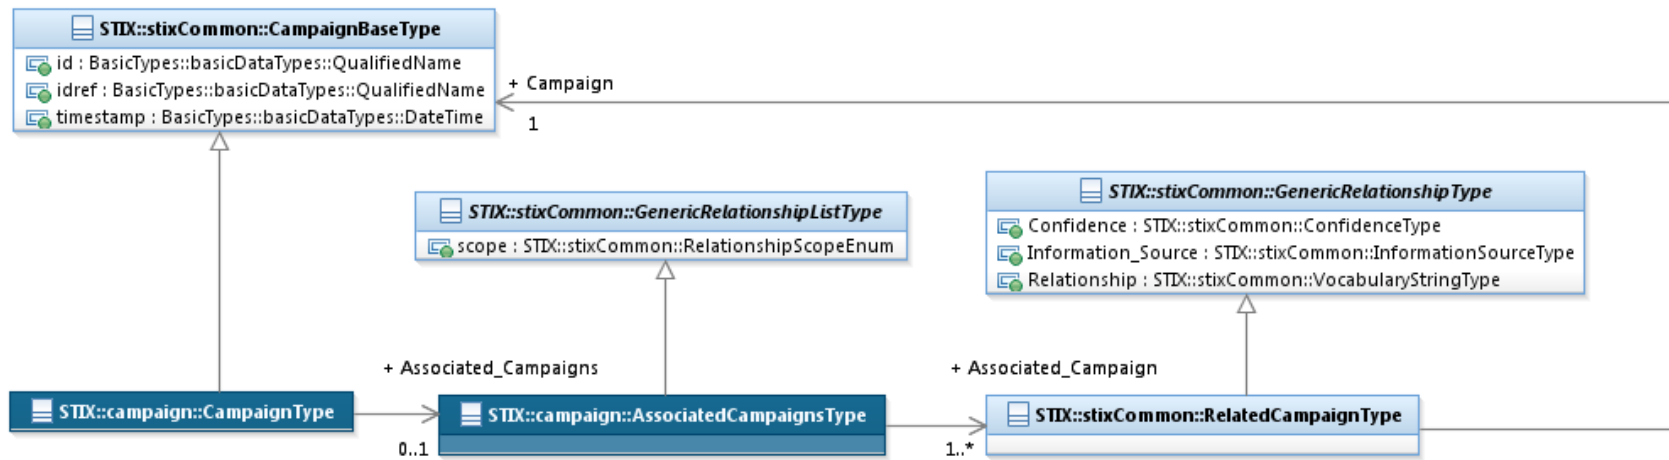 STIX::stixCommon::CampaignBaseType
id : BasicTypes::basicDataTypes::QualifiedName
idref : BasicTypes::basicDataTypes::QualifiedName
timestamp : BasicTypes::basicDataTypes::DateTime
+ Campaign
1
STIX::stixCommon::GenericRelationshipListType
scope : STIX::stixCommon::RelationshipScopeEnum
STIX::stixCommon::GenericRelationshipType
Confidence : STIX::stixCommon::ConfidenceType
Information_Source : STIX::stixCommon::InformationSourceType
Relationship : STIX::stixCommon::VocabularyStringType
+ Associated_Campaigns
+ Associated_Campaign
STIX::campaign::CampaignType
STIX::campaign::AssociatedCampaignsType
STIX::stixCommon::RelatedCampaignType
0..1
1..*